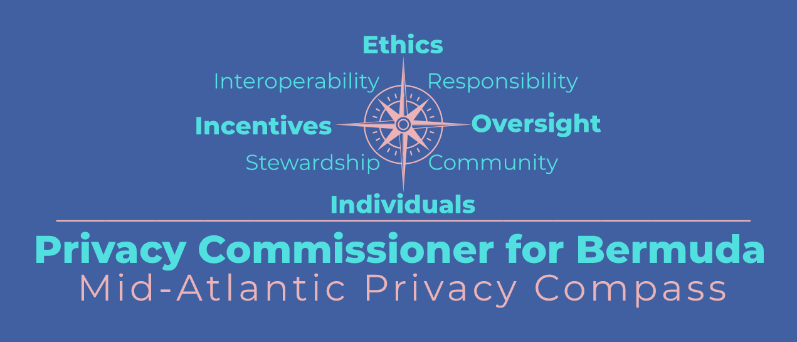 Ethics
Interoperability Responsibility
Incentives Oversight
Stewardship Community
Individuals
Privacy Commissioner for Bermuda
Mid-Atlantic Privacy Compass